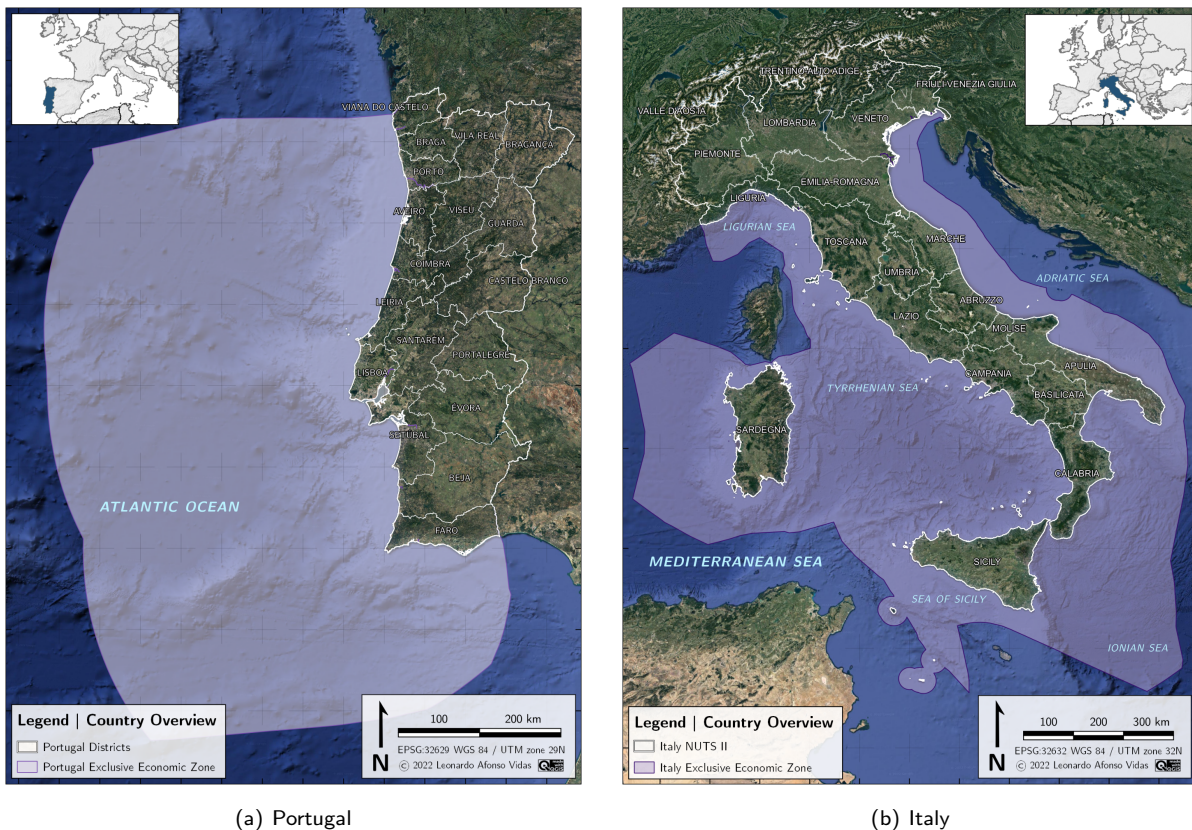 VIANA DO CASTELO
BRAGA
VILA REAL
BRAGANÇA
PORTO
AVEIRO
VISEU
GUARDA
COIMBRA
CASTELO BRANCO
LEIRIA
SANTAREM
PORTALEGRE
LISBOA
ÉVORA
SETÚBAL
BEJA
ATLANTIC OCEAN
FARO
Legend | Country Overview
Portugal Districts
Portugal Exclusive Economic Zone
100 200 km
EPSG:32629 WGS 84 / UTM zone 29N
N
© 2022 Leonardo Afonso Vidas
(a) Portugal
TRENTINO-ALTO ADIGE
FRIULI-VENEZIA GIULIA
VALLE D'AOSTA
LOMBARDIA
VENETO
PIEMONTE
EMILIA-ROMAGNA
LIGURIA
LIGURIAN SEA
TOSCANA
MARCHE
UMBRIA
ADRIATIC SEA
ABRUZZO
LAZIO
MOLISE
APULIA
CAMPANIA
TYRRHENIAN SEA
BASILICATA
SARDEGNA
CALABRIA
MEDITERRANEAN SEA
SICILY
SEA OF SICILY
IONIAN SEA
Legend | Country Overview
Italy NUTS II
Italy Exclusive Economic Zone
100 200 300 km
EPSG:32632 WGS 84 / UTM zone 32N
N
© 2022 Leonardo Afonso Vidas
(b) Italy